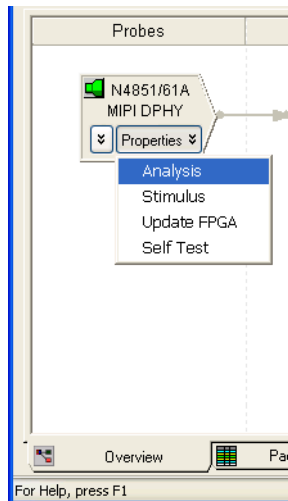 Probes
N4851/61A
MIPI DPHY
Properties
Analysis
Stimulus
Update FPGA
Self Test
Overview
For Help, press F1